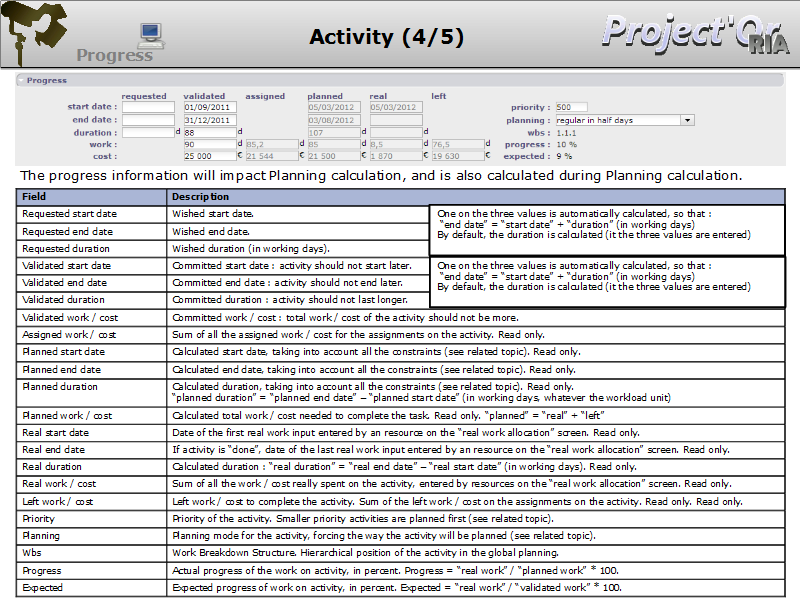 Activity (4/5)
Progress
Project'Or
RIA
Progress
requested validated assigned planned real left
start date : 01/09/2011 05/03/2012 05/03/2012 priority : 500
end date : 31/12/2011 03/08/2012 planning : regular in half days
duration : d 88 d 107 d d wbs : 1.1.1
work : 90 d 85,2 d 85 d 8,5 d 76,5 d progress : 10 %
cost : 25 000 € 21 544 € 21 500 € 1 870 € 19 630 € expected : 9 %
The progress information will impact Planning calculation, and is also calculated during Planning calculation.
Field Description
Requested start date Wished start date.
Requested end date Wished end date.
Requested duration Wished duration (in working days).
One on the three values is automatically calculated, so that :
"end date" = "start date" + "duration" (in working days)
By default, the duration is calculated (it the three values are entered)
Validated start date Committed start date : activity should not start later.
Validated end date Committed end date : activity should not end later.
Validated duration Committed duration : activity should not last longer.
One on the three values is automatically calculated, so that :
"end date" = "start date" + "duration" (in working days)
By default, the duration is calculated (it the three values are entered)
Validated work / cost Committed work / cost : total work / cost of the activity should not be more.
Assigned work / cost Sum of all the assigned work / cost for the assignments on the activity. Read only.
Planned start date Calculated start date, taking into account all the constraints (see related topic). Read only.
Planned end date Calculated end date, taking into account all the constraints (see related topic). Read only.
Planned duration Calculated duration, taking into account all the constraints (see related topic). Read only.
"planned duration" = "planned end date" – "planned start date" (in working days, whatever the workload unit)
Planned work / cost Calculated total work / cost needed to complete the task. Read only. "planned" = "real" + "left"
Real start date Date of the first real work input entered by an resource on the "real work allocation" screen. Read only.
Real end date If activity is "done", date of the last real work input entered by an resource on the "real work allocation" screen. Read only.
Real duration Calculated duration : "real duration" = "real end date" – "real start date" (in working days). Read only.
Real work / cost Sum of all the work / cost really spent on the activity, entered by resources on the "real work allocation" screen. Read only.
Left work / cost Left work / cost to complete the activity. Sum of the left work / cost on the assignments on the activity. Read only. Read only.
Priority Priority of the activity. Smaller priority activities are planned first (see related topic).
Planning Planning mode for the activity, forcing the way the activity will be planned (see related topic).
Wbs Work Breakdown Structure. Hierarchical position of the activity in the global planning.
Progress Actual progress of the work on activity, in percent. Progress = "real work" / "planned work" * 100.
Expected Expected progress of work on activity, in percent. Expected = "real work" / "validated work" * 100.